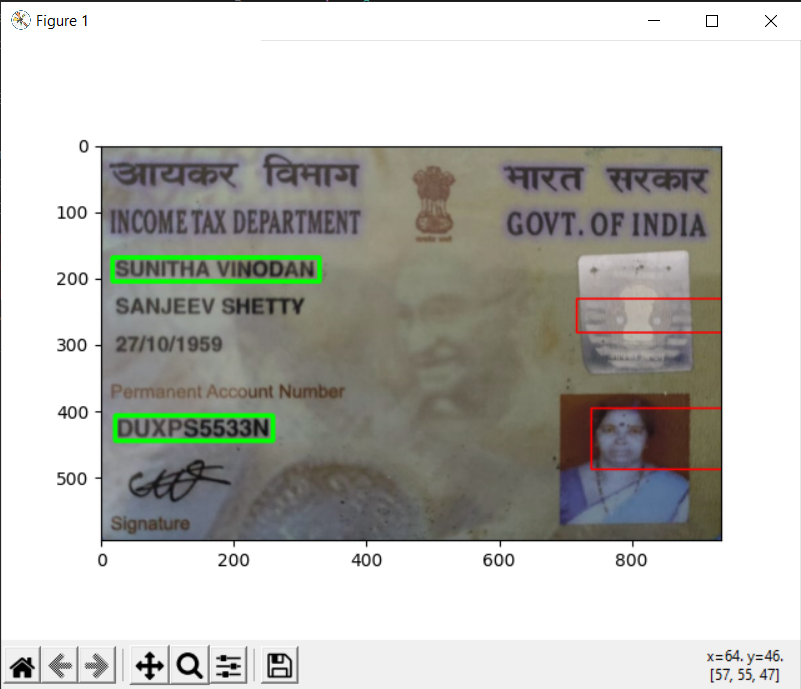 Figure 1
आयकर विभाग भारत सरकार
INCOME TAX DEPARTMENT GOVT. OF INDIA
SUNITHA VINODAN
SANJEEV SHETTY
27/10/1959
Permanent Account Number
DUXPS5533N
Signature
0
100
200
300
400
500
0 200 400 600 800
x=64. y=46.
[57, 55, 47]